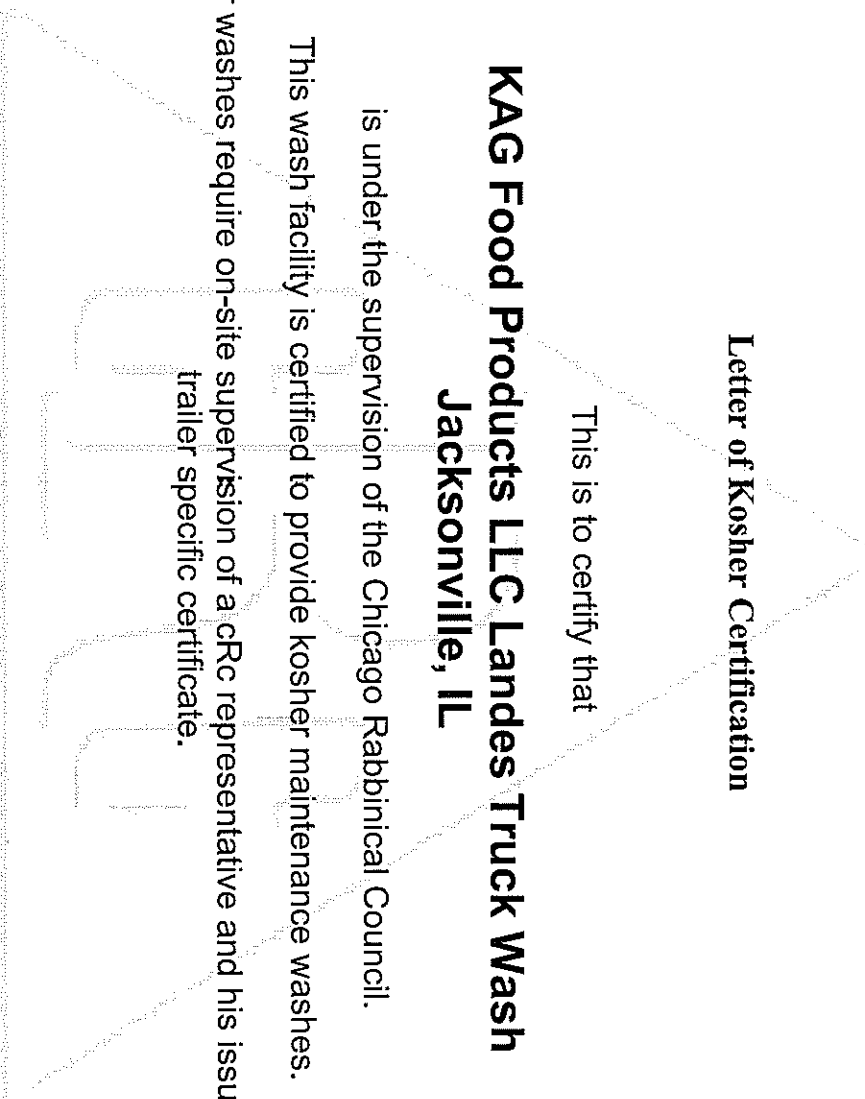 Letter of Kosher Certification
This is to certify that
KAG Food Products LLC Landes Truck Wash
Jacksonville, IL
is under the supervision of the Chicago Rabbinical Council.
This wash facility is certified to provide kosher maintenance washes.
washes require on-site supervision of a cRc representative and his
trailer specific certificate.